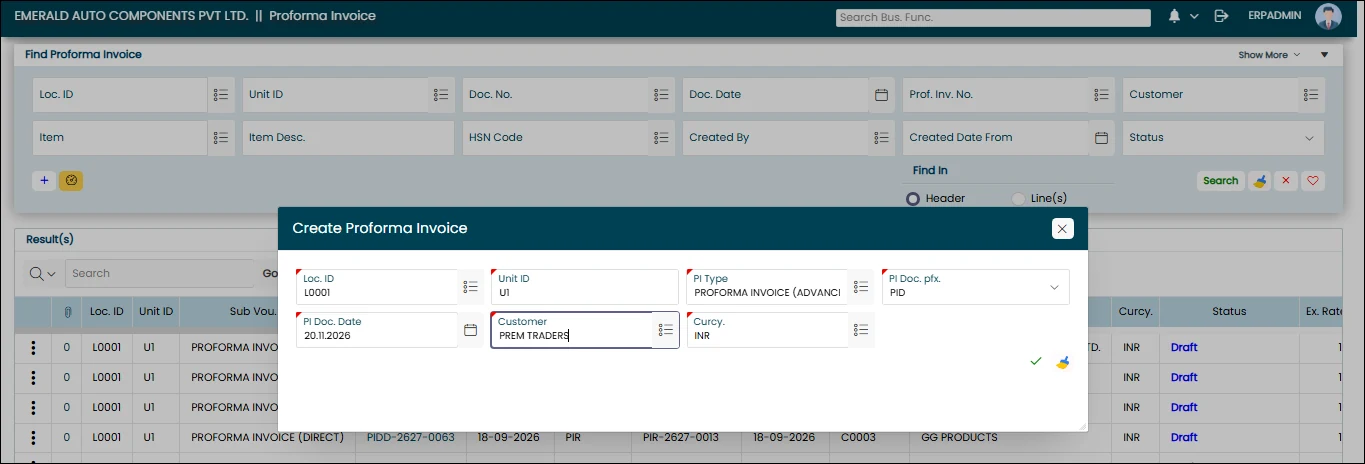 EMERALD AUTO COMPONENTS PVT LTD. || Proforma Invoice Search Bus. Func. ERPADMIN
Find Proforma Invoice Show More
Loc. ID Unit ID Doc. No. Doc. Date Prof. Inv. No. Customer
Item Item Desc. HSN Code Created By Created Date From Status
Find In
Search
Header Line(s)
Create Proforma Invoice
Result(s)
Loc. ID Unit ID PI Type PI Doc. pfx.
L0001 U1 PROFORMA INVOICE (ADVANCI PID
Search Go
Loc. ID Unit ID Sub Vou. Curcy. Status Ex. Rate
PI Doc. Date Customer Curcy.
20.11.2026 PREM TRADERS INR
0 L0001 U1 PROFORMA INVO TD. INR Draft 1
0 L0001 U1 PROFORMA INVO INR Draft 1
0 L0001 U1 PROFORMA INVO INR Draft 1
0 L0001 U1 PROFORMA INVOICE (DIRECT) PIDD-2627-0063 18-09-2026 PIR PIR-2627-0013 18-09-2026 C0003 GG PRODUCTS INR Draft 1